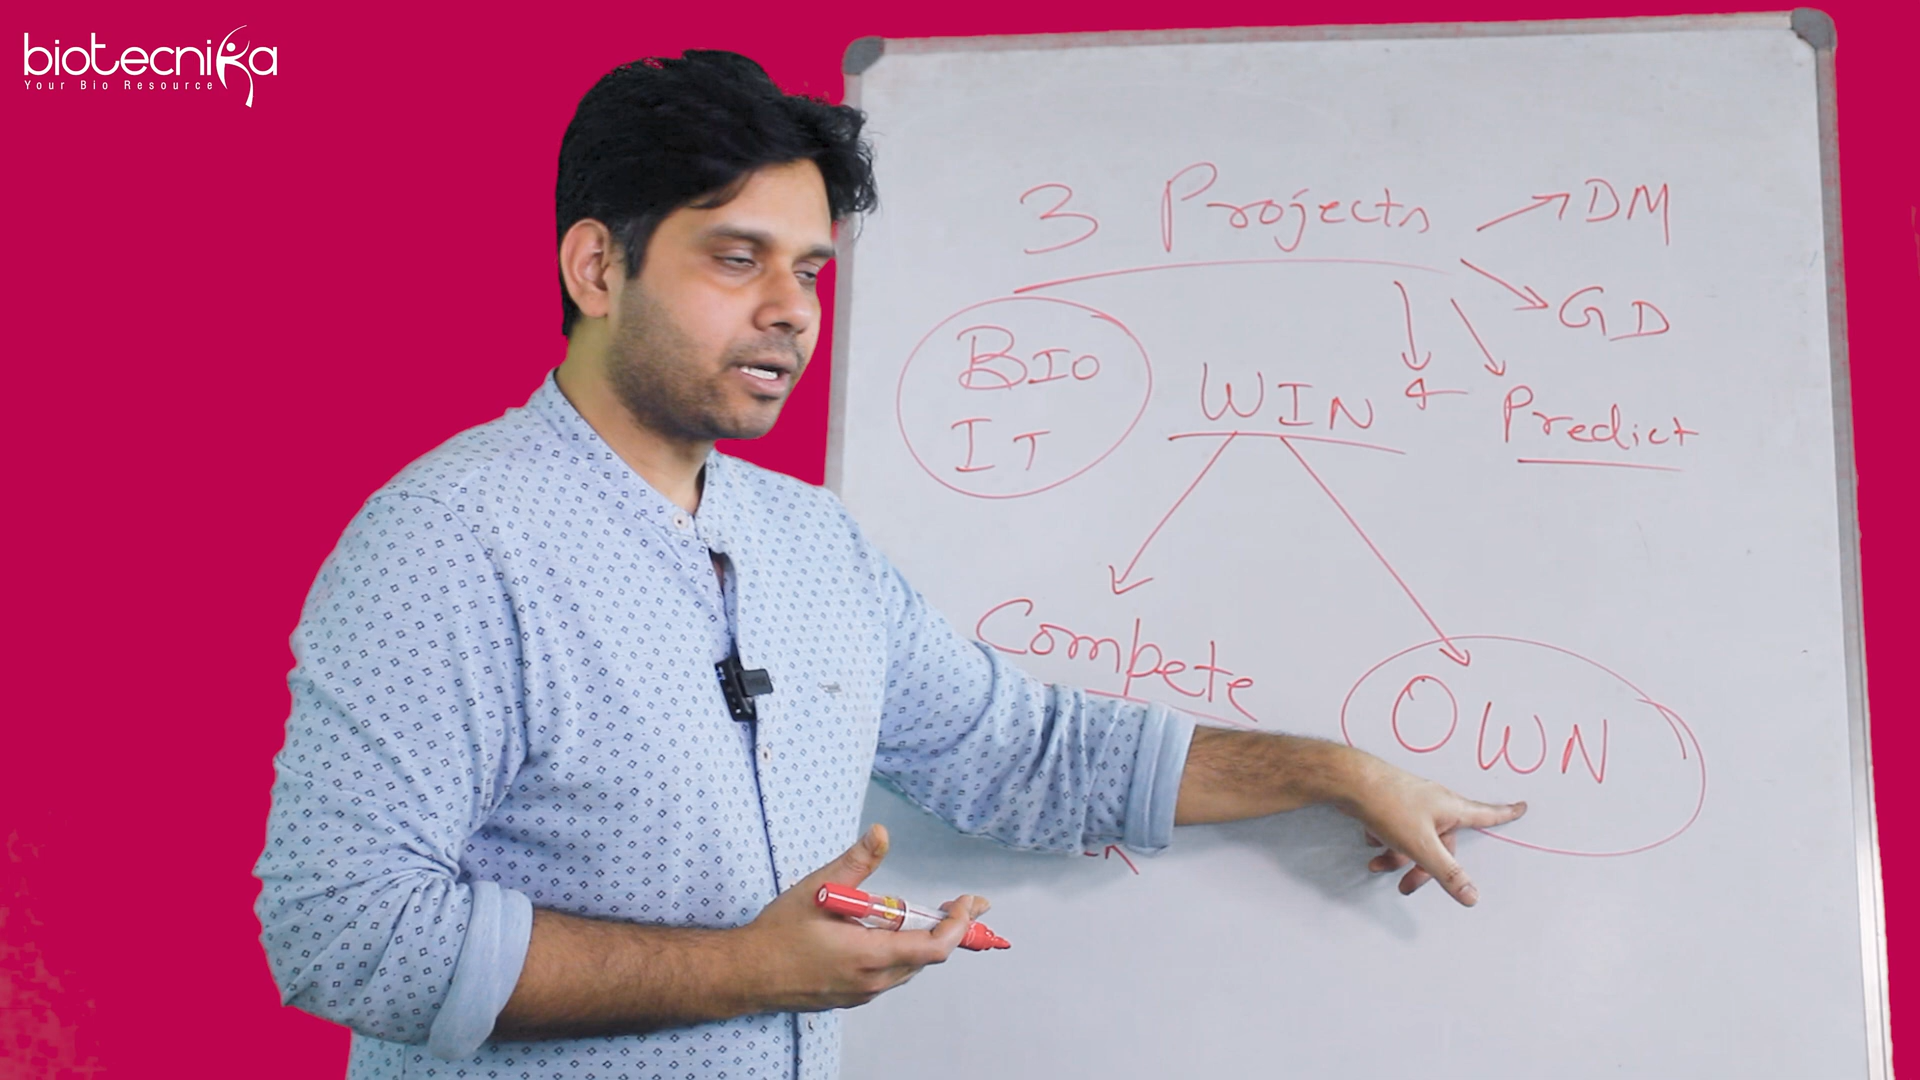 biotecnika
Your Bio Resource
3 Projects
DM
GD
Predict
BIO
IT
WIN
Compete
OWN